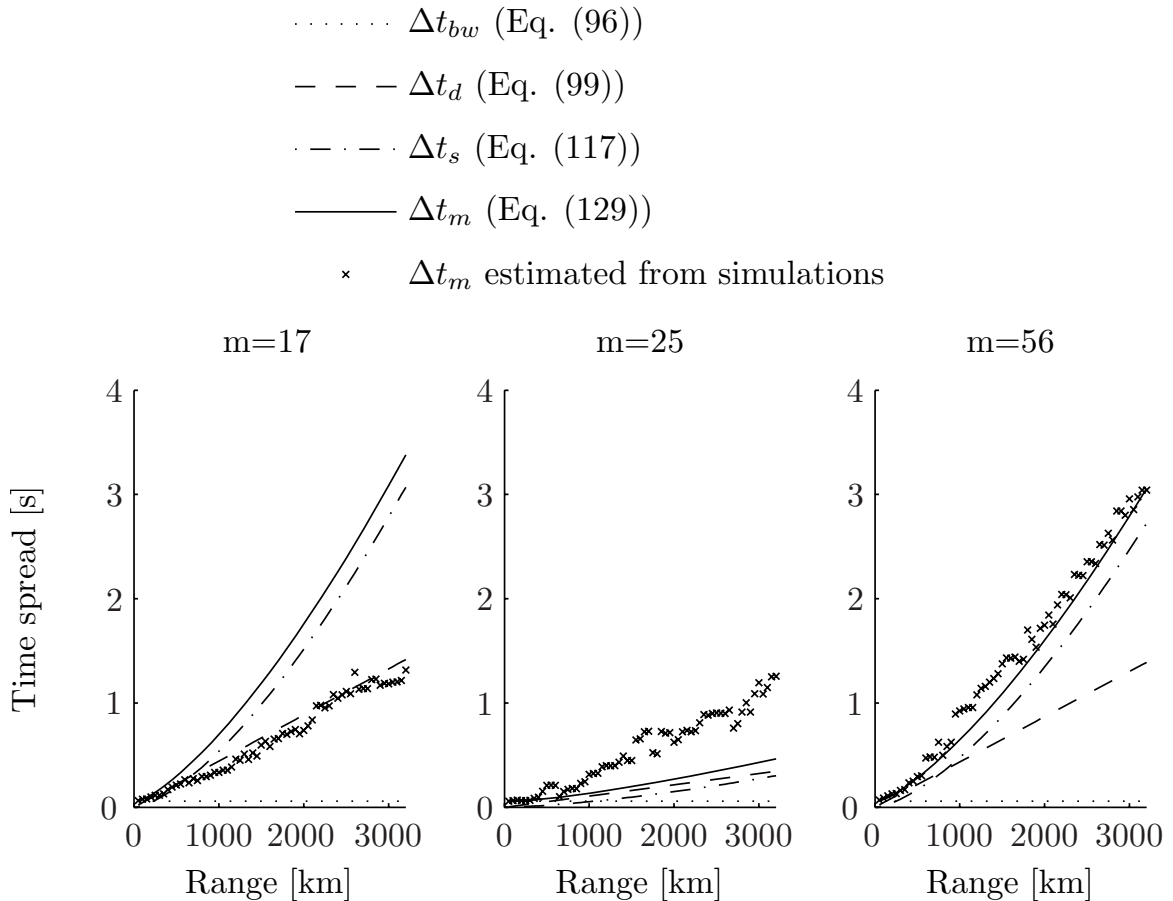 Δt_{bw} (Eq. (96))
Δt_d (Eq. (99))
Δt_s (Eq. (117))
Δt_m (Eq. (129))
Δt_m estimated from simulations
m=17
m=25
m=56
Time spread [s]
4
3
2
1
0
0 1000 2000 3000
Range [km]
4
3
2
1
0
0 1000 2000 3000
Range [km]
4
3
2
1
0
0 1000 2000 3000
Range [km]